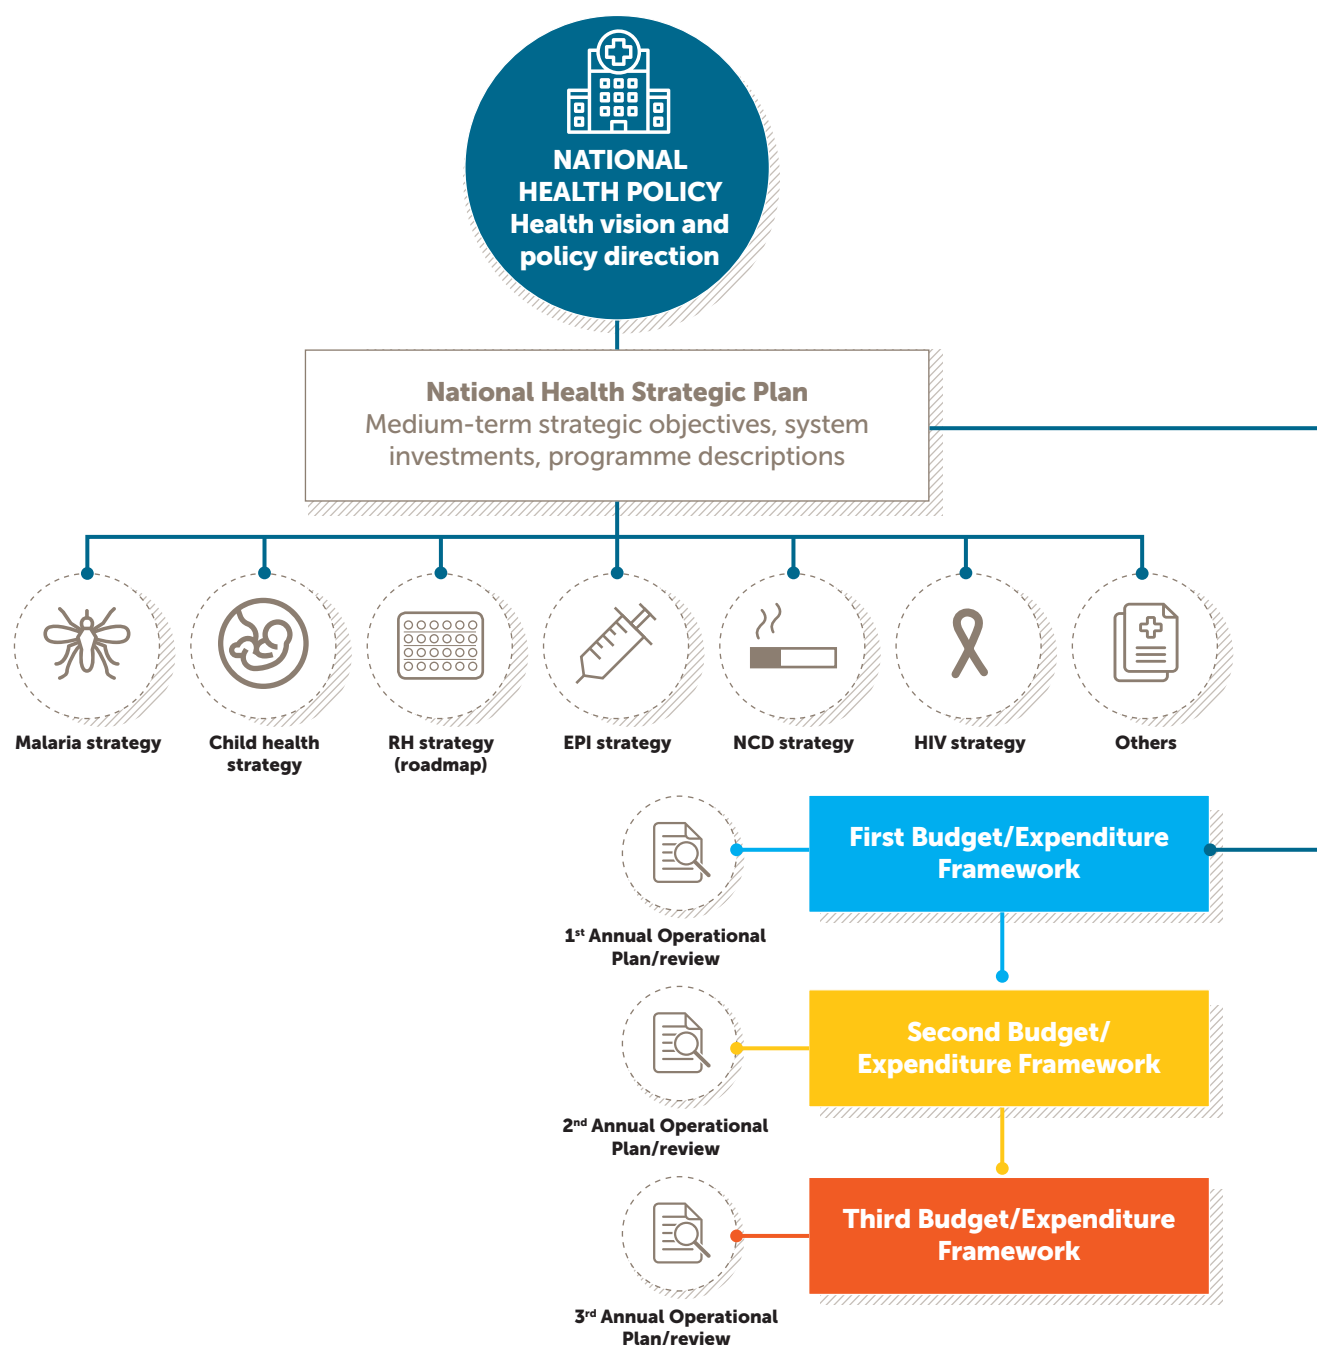 NATIONAL
HEALTH POLICY
Health vision and
policy direction
National Health Strategic Plan
Medium-term strategic objectives, system
investments, programme descriptions
Malaria strategy
Child health
strategy
RH strategy
(roadmap)
EPI strategy
NCD strategy
HIV strategy
Others
First Budget/Expenditure
Framework
1st Annual Operational
Plan/review
Second Budget/
Expenditure Framework
2nd Annual Operational
Plan/review
Third Budget/Expenditure
Framework
3rd Annual Operational
Plan/review